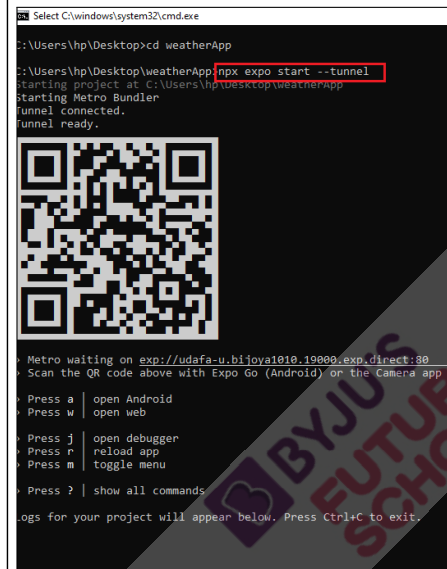 Select C:\windows\system32\cmd.exe
C:\Users\hp\Desktop>cd weatherApp
C:\Users\hp\Desktop\weatherApp>npx expo start --tunnel
Starting project at C:\Users\hp\Desktop\weatherApp
Starting Metro Bundler
Tunnel connected.
Tunnel ready.
› Metro waiting on exp://udafa-u.bijoya1010.19000.exp.direct:80
› Scan the QR code above with Expo Go (Android) or the Camera app
› Press a │ open Android
› Press w │ open web
› Press j │ open debugger
› Press r │ reload app
› Press m │ toggle menu
› Press ? │ show all commands
Logs for your project will appear below. Press Ctrl+C to exit.
BYJU'S
FUTURE
SCHO